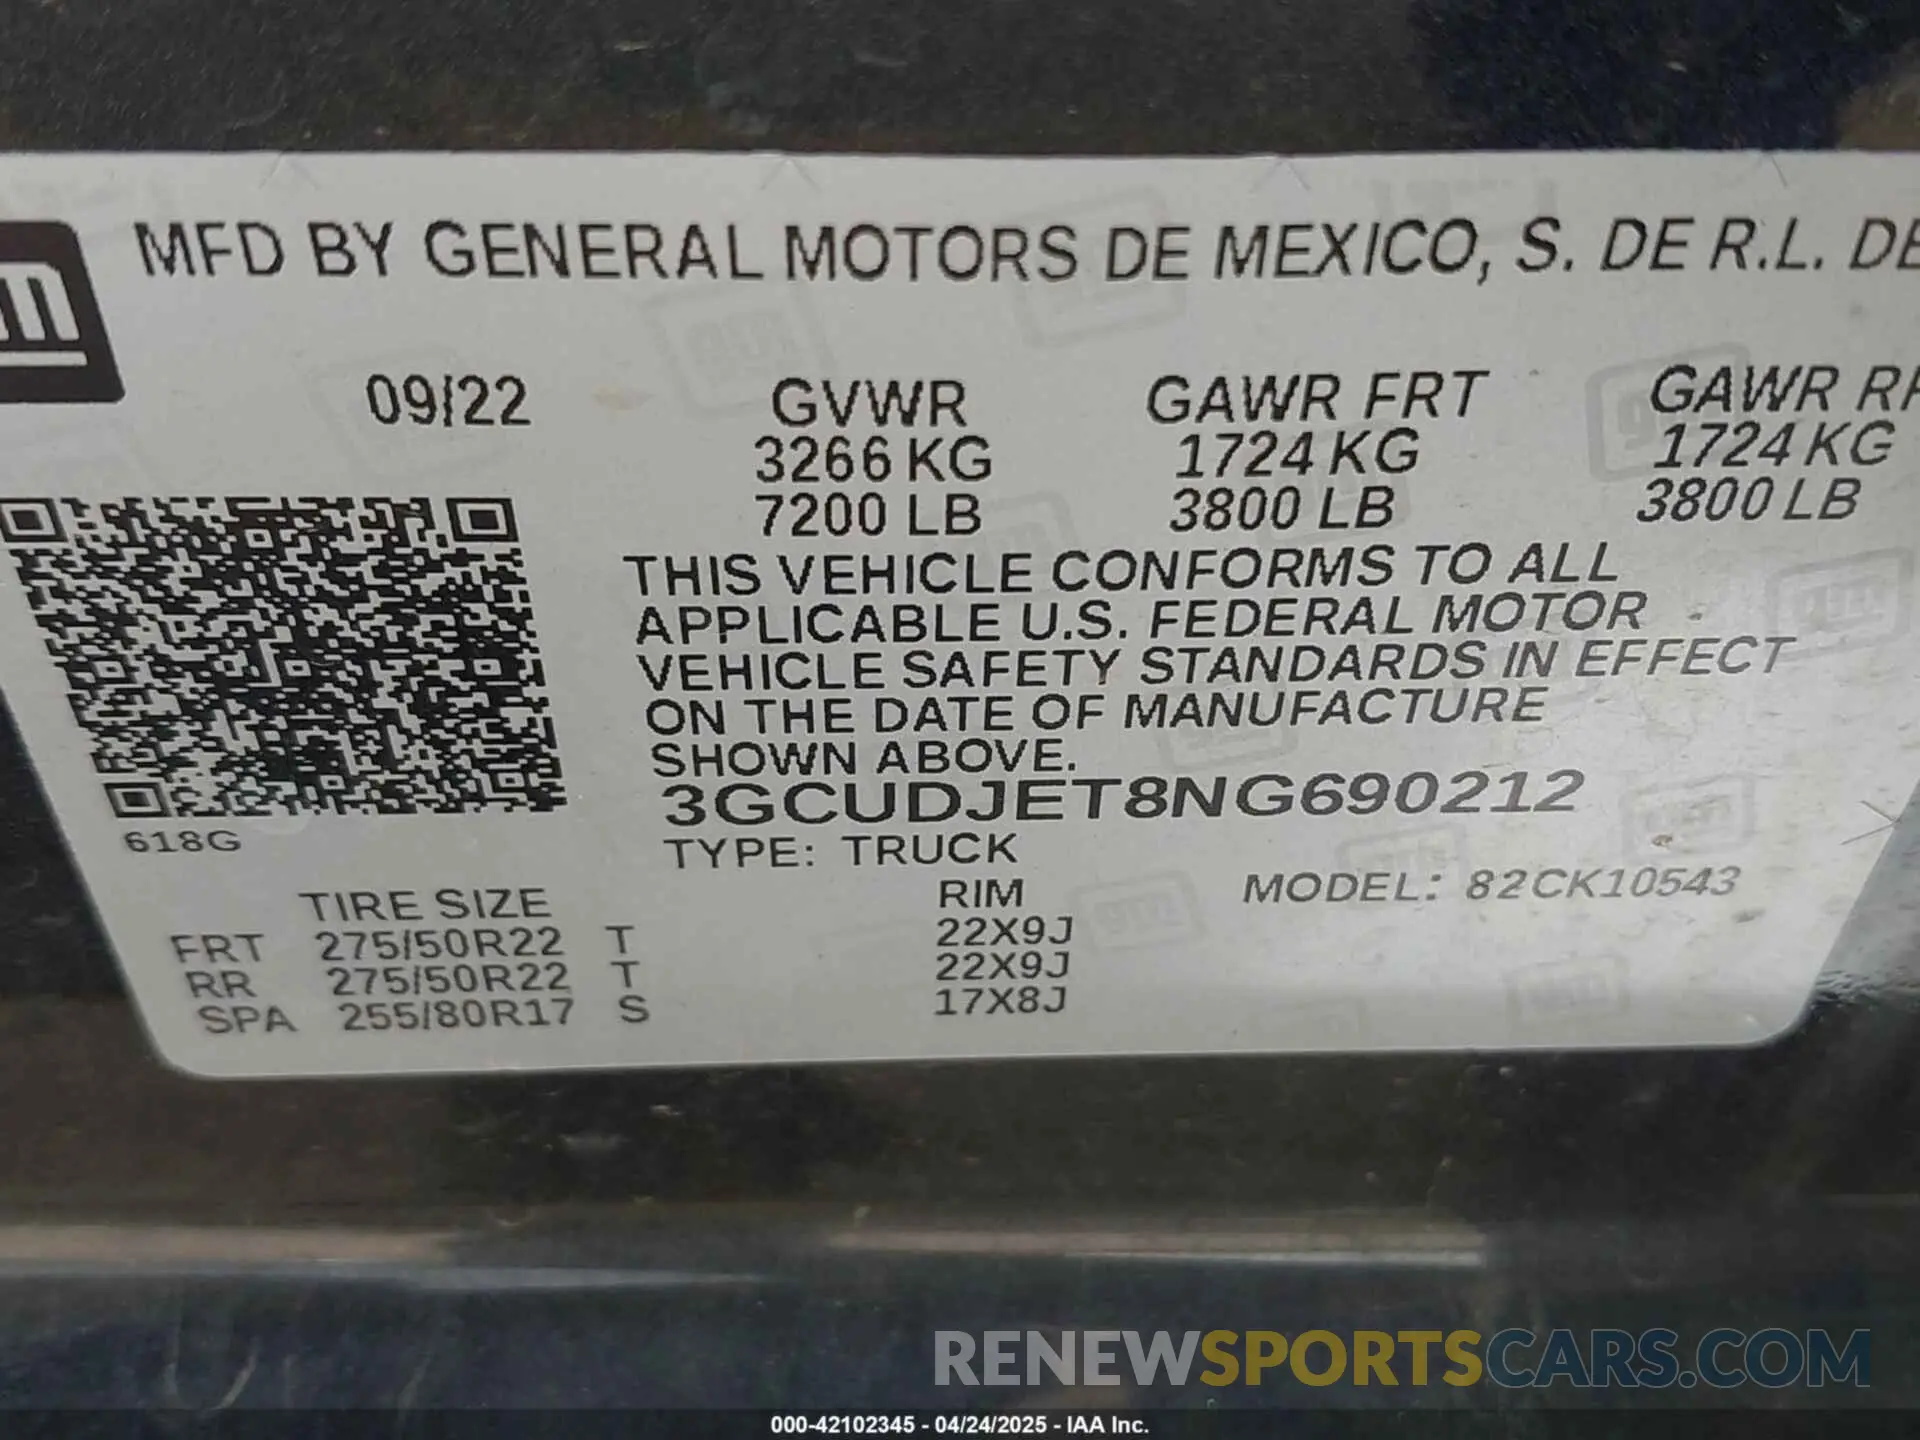 MFD BY GENERAL MOTORS DE MEXICO, S. DE R.L. DE
gm
09/22 GVWR GAWR FRT GAWR RR
3266 KG 1724 KG 1724 KG
7200 LB 3800 LB 3800 LB
THIS VEHICLE CONFORMS TO ALL
APPLICABLE U.S. FEDERAL MOTOR
VEHICLE SAFETY STANDARDS IN EFFECT
ON THE DATE OF MANUFACTURE
SHOWN ABOVE.
3GCUDJET8NG690212
618G
TYPE: TRUCK
TIRE SIZE RIM MODEL: 82CK10543
FRT 275/50R22 T 22X9J
RR 275/50R22 T 22X9J
SPA 255/80R17 S 17X8J
RENEWSPORTSCARS.COM
000-42102345 - 04/24/2025 - IAA Inc.